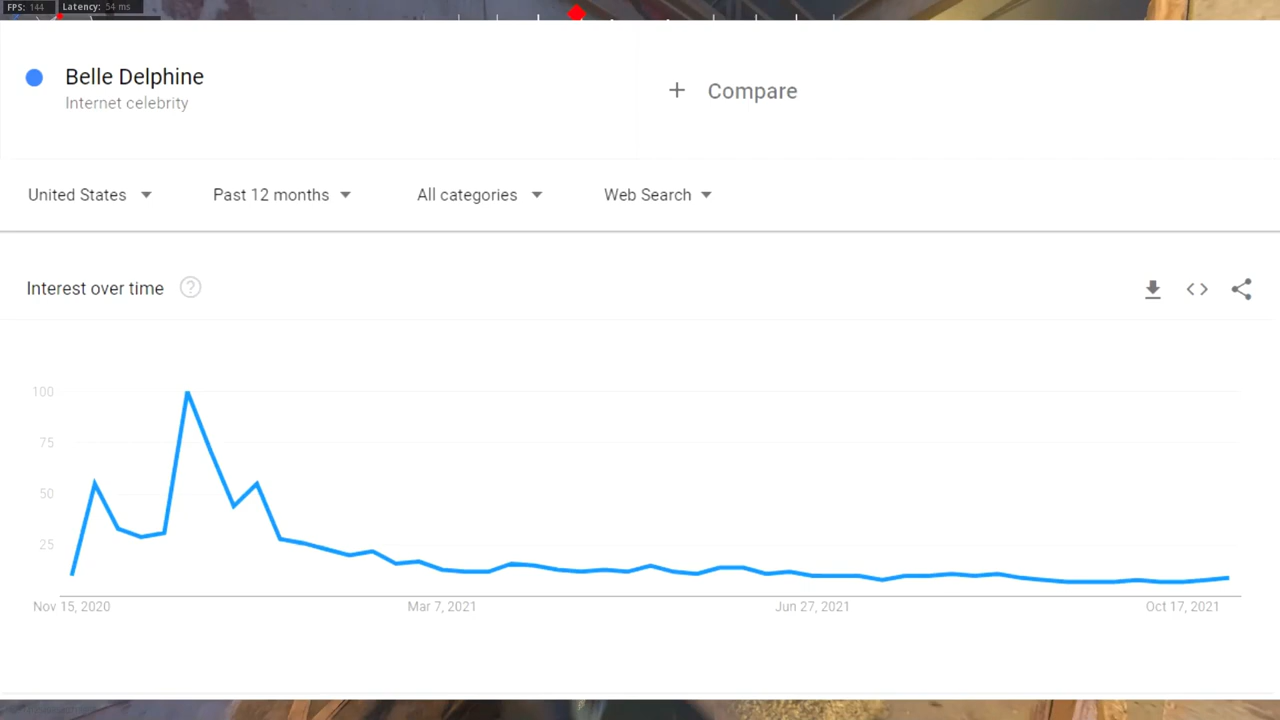 FPS: 144 Latency: 54 ms
Belle Delphine
Internet celebrity
+ Compare
United States Past 12 months All categories Web Search
Interest over time ?
100
75
50
25
Nov 15, 2020 Mar 7, 2021 Jun 27, 2021 Oct 17, 2021